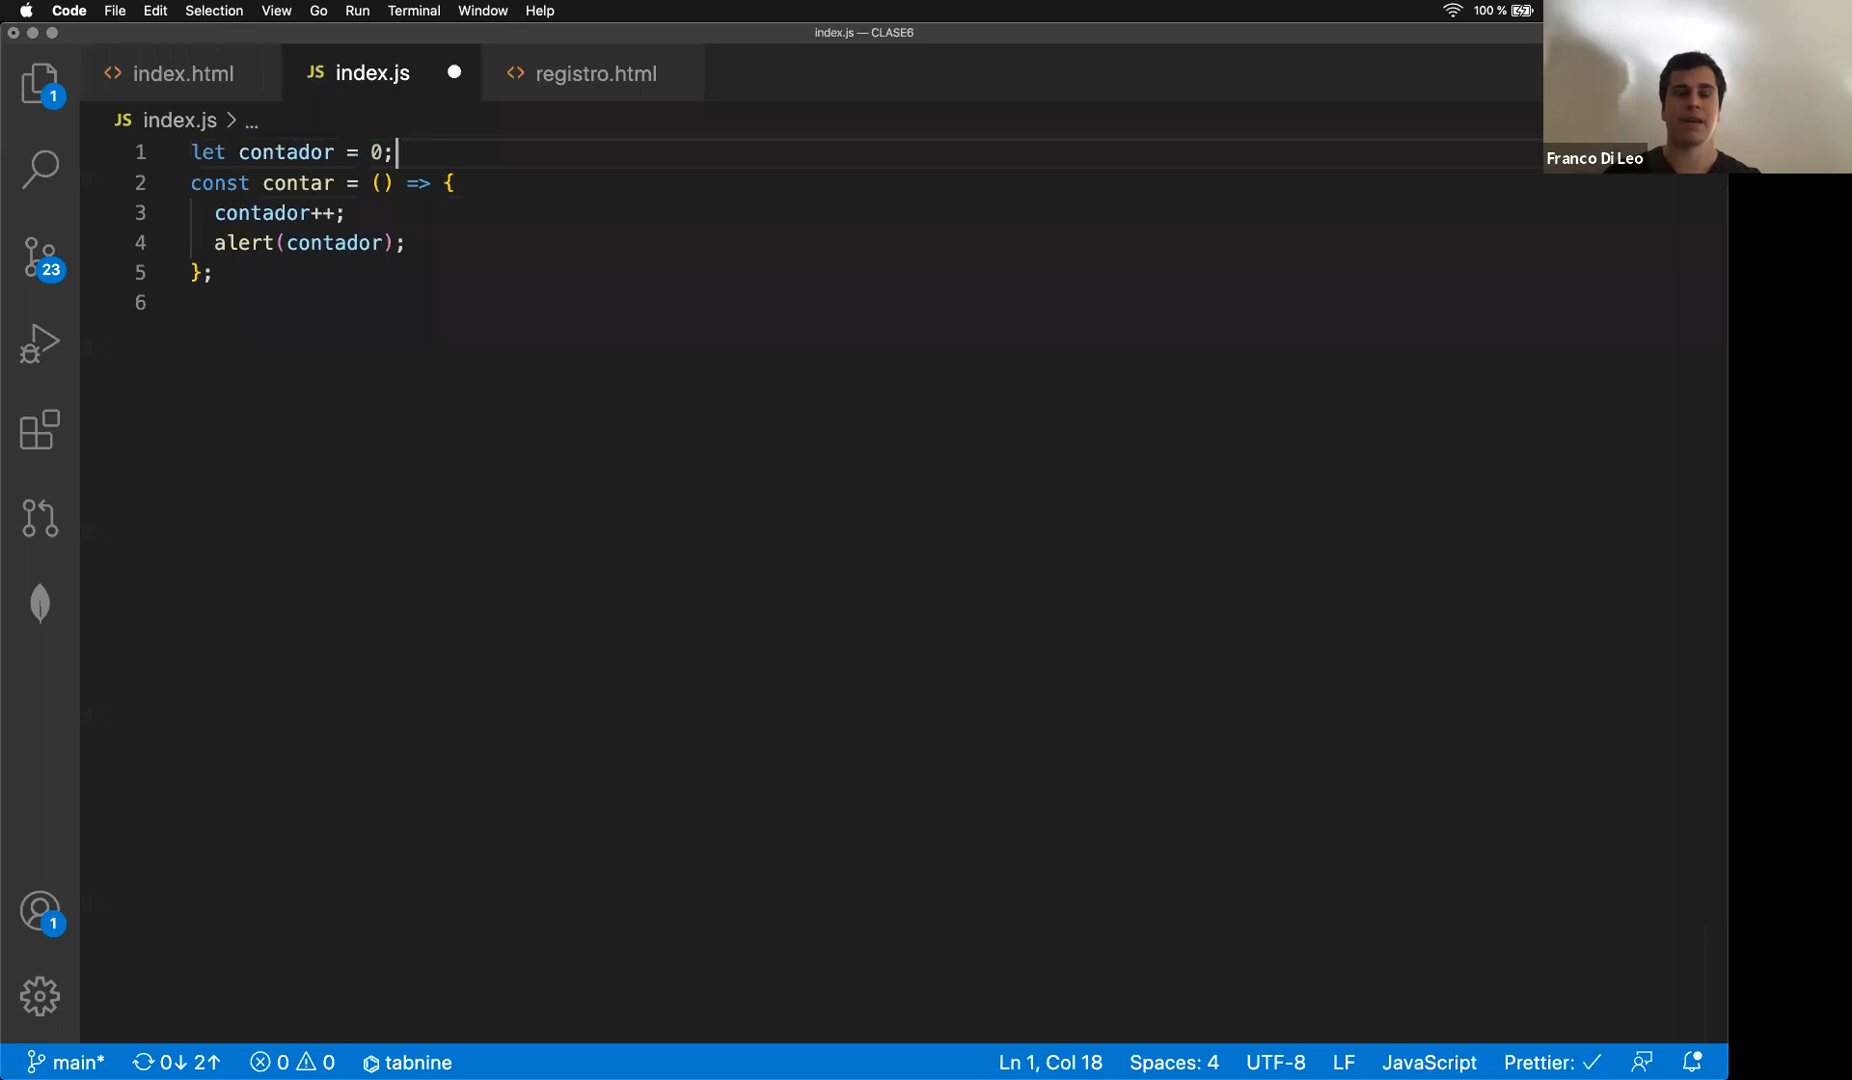 Code File Edit Selection View Go Run Terminal Window Help 100 %
index.js — CLASE6
index.html JS index.js registro.html
JS index.js > ...
1 let contador = 0;
2 const contar = () => {
3 contador++;
4 alert(contador);
5 };
6
1
23
1
Franco Di Leo
main* 0↓ 2↑ 0 0 tabnine Ln 1, Col 18 Spaces: 4 UTF-8 LF JavaScript Prettier: ✓